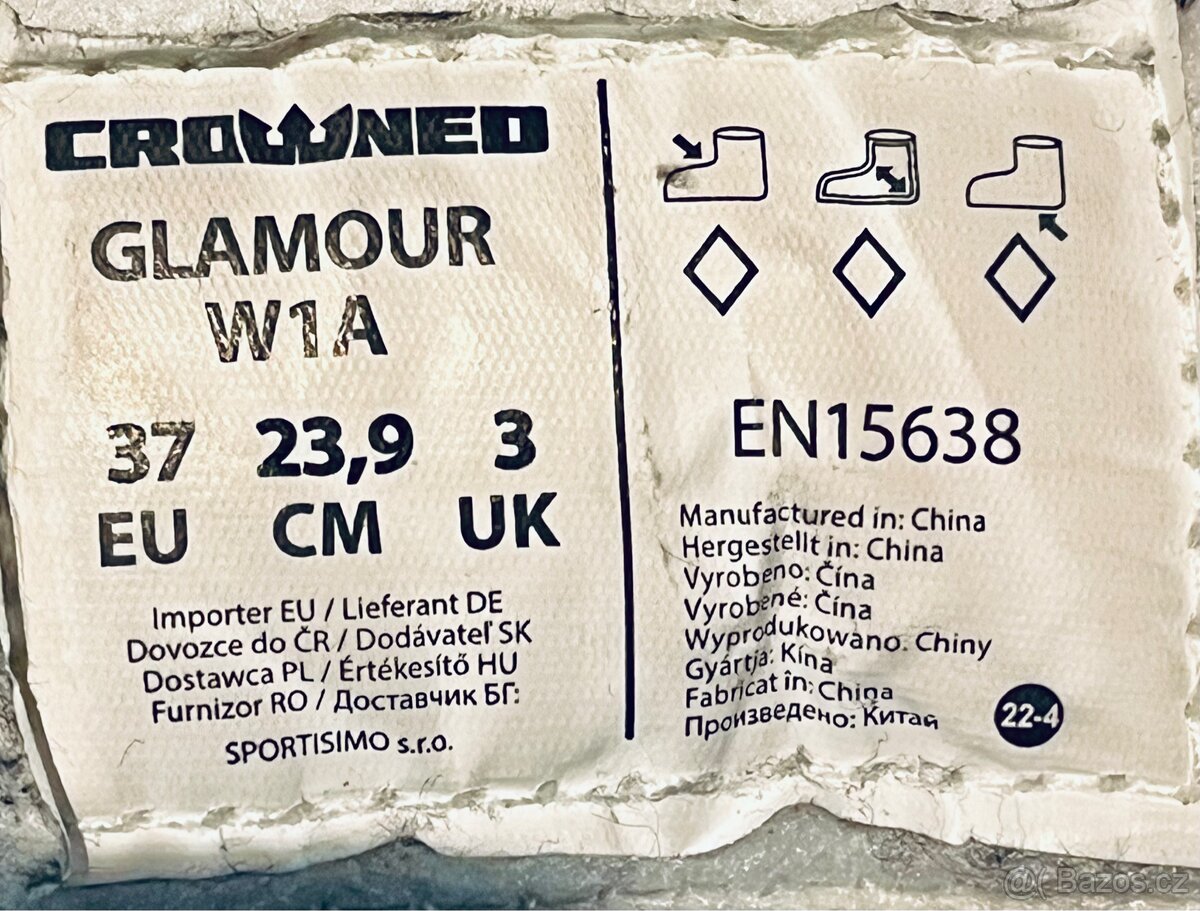 CROWNED
GLAMOUR
W1A
37 23,9 3
EU CM UK
Importer EU / Lieferant DE
Dovozce do ČR / Dodávateľ SK
Dostawca PL / Értékesítő HU
Furnizor RO / Доставчик БГ:
SPORTISIMO s.r.o.
EN15638
Manufactured in: China
Hergestellt in: China
Vyrobeno: Čína
Vyrobené: Čína
Wyprodukowano: Chiny
Gyártja: Kína
Fabricat în: China
Произведено: Китай
22-4
@( Bazos.cz